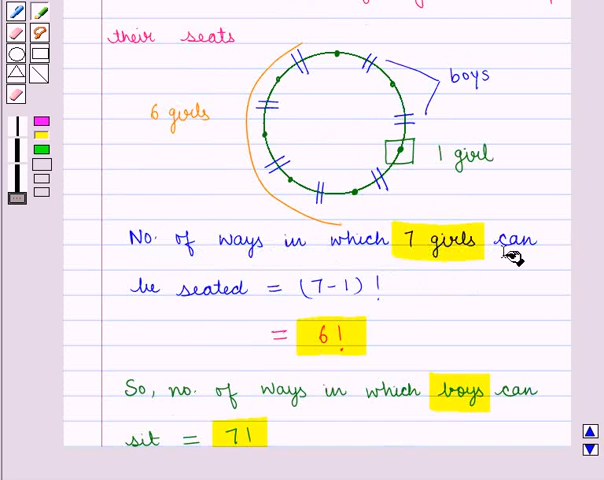 their seats
boys
6 girls
1 girl
No. of ways in which 7 girls can
be seated = (7-1)!
= 6!
So, no. of ways in which boys can
sit = 7!